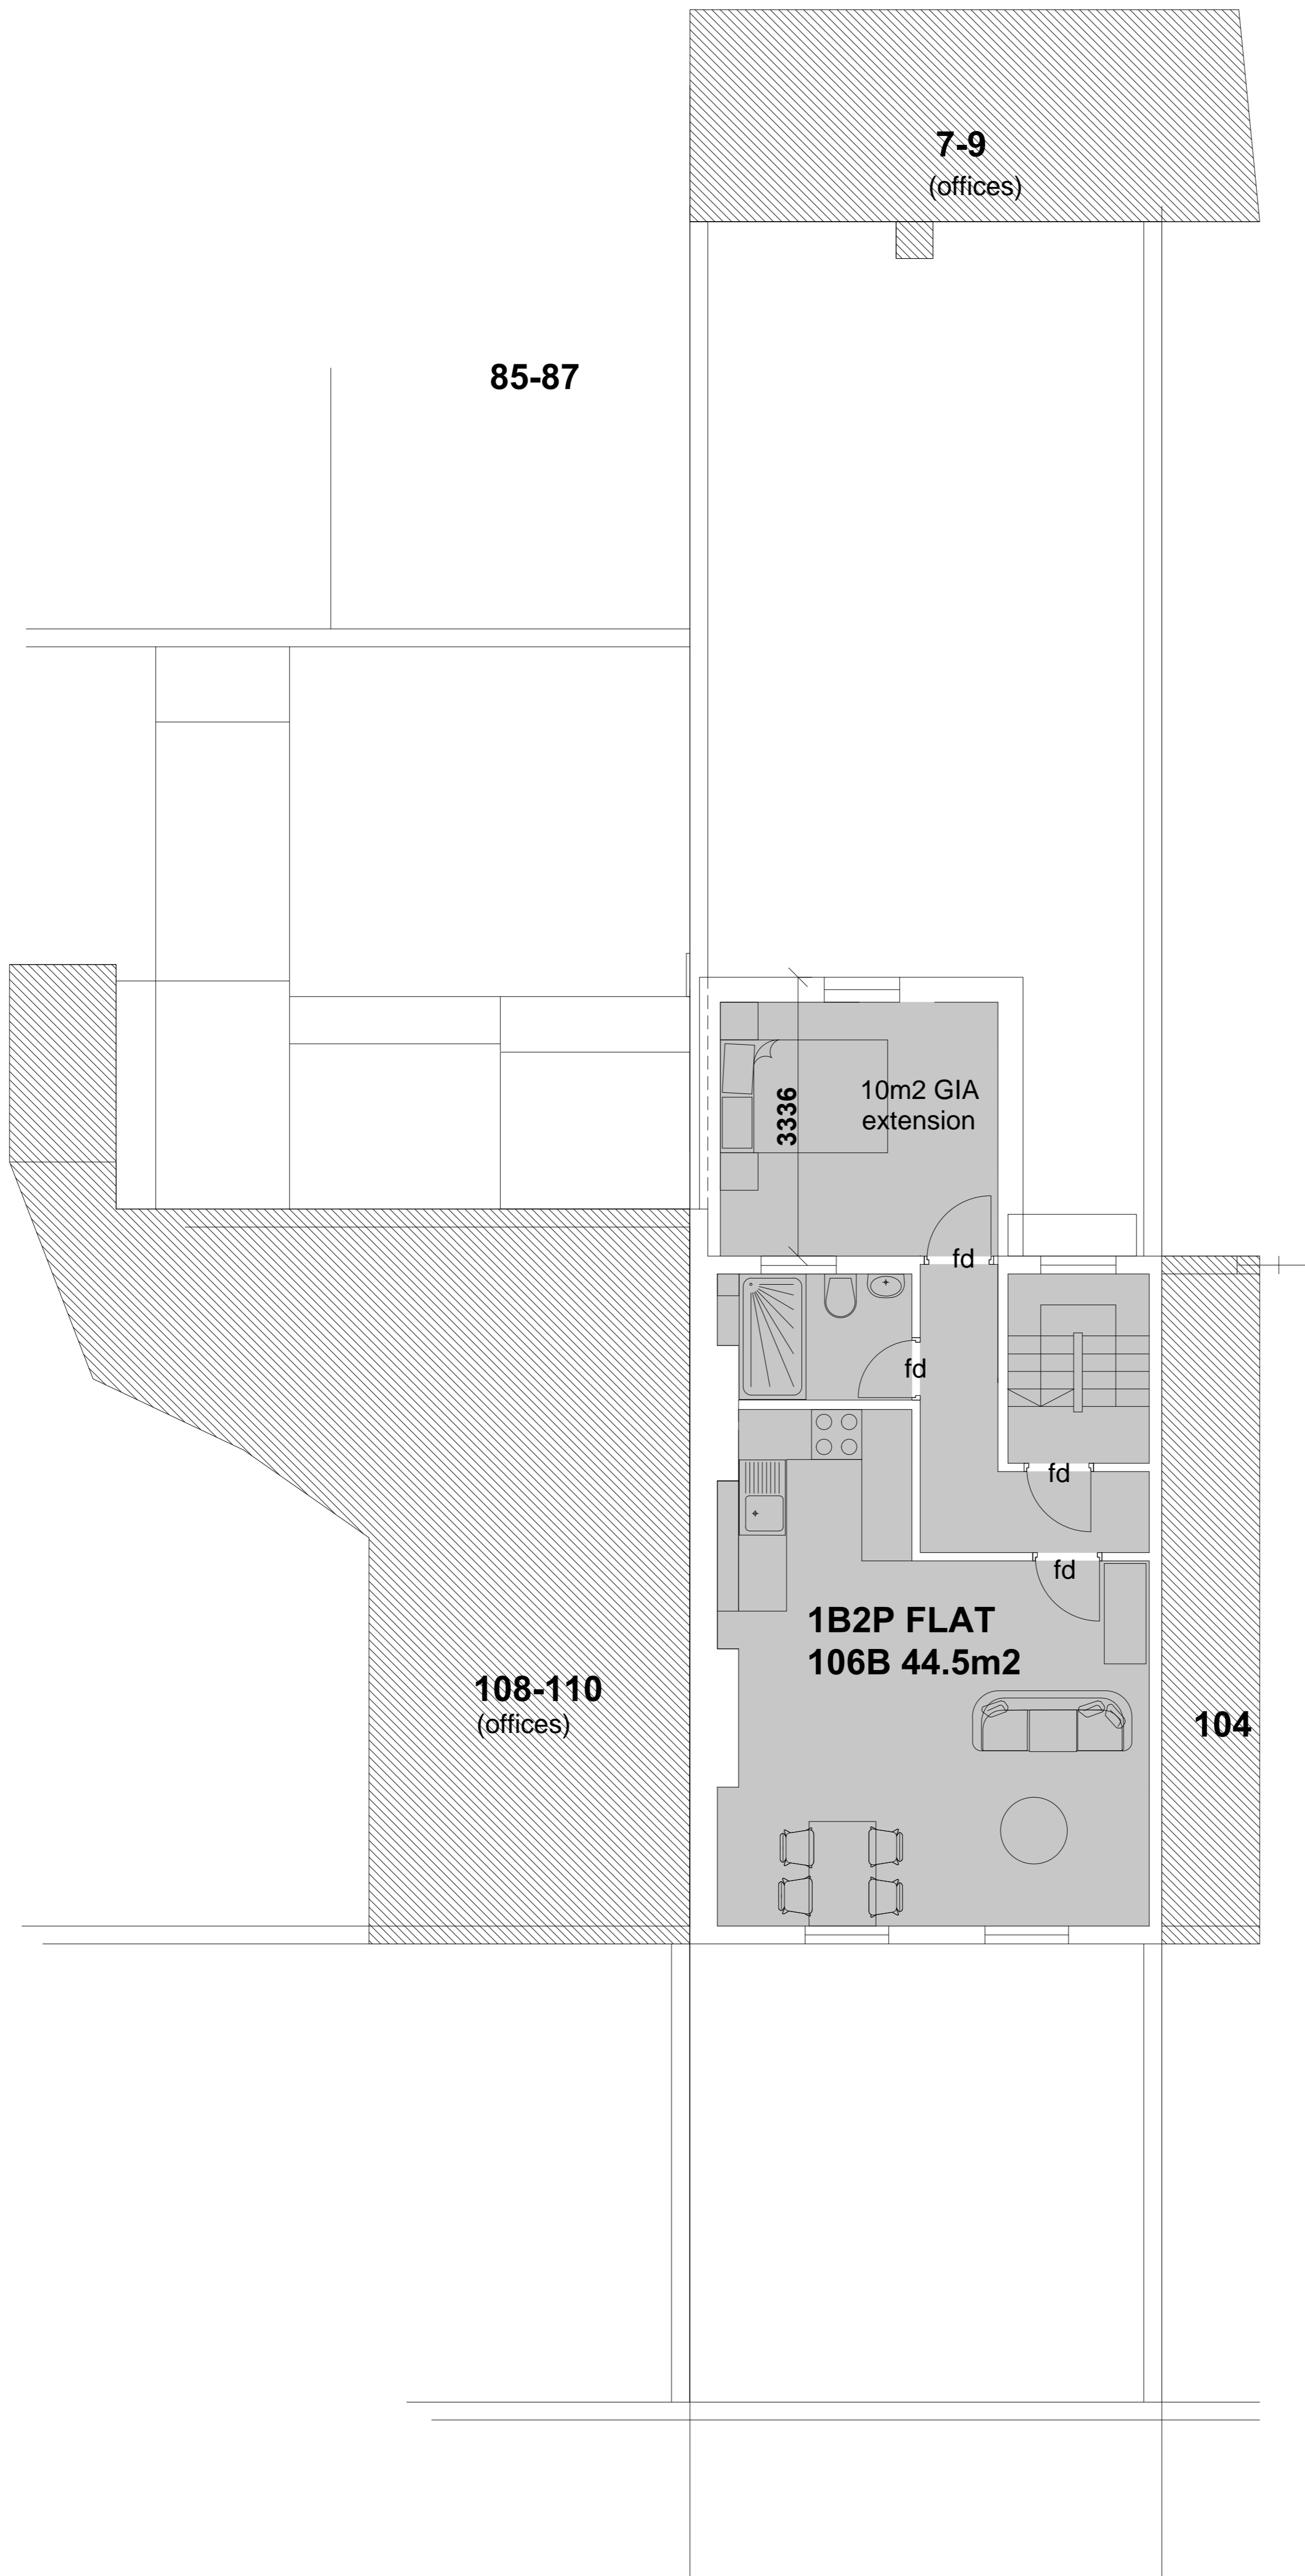 7-9
(offices)
85-87
3336
10m2 GIA
extension
fd
fd
fd
fd
1B2P FLAT
106B 44.5m2
108-110
(offices)
104